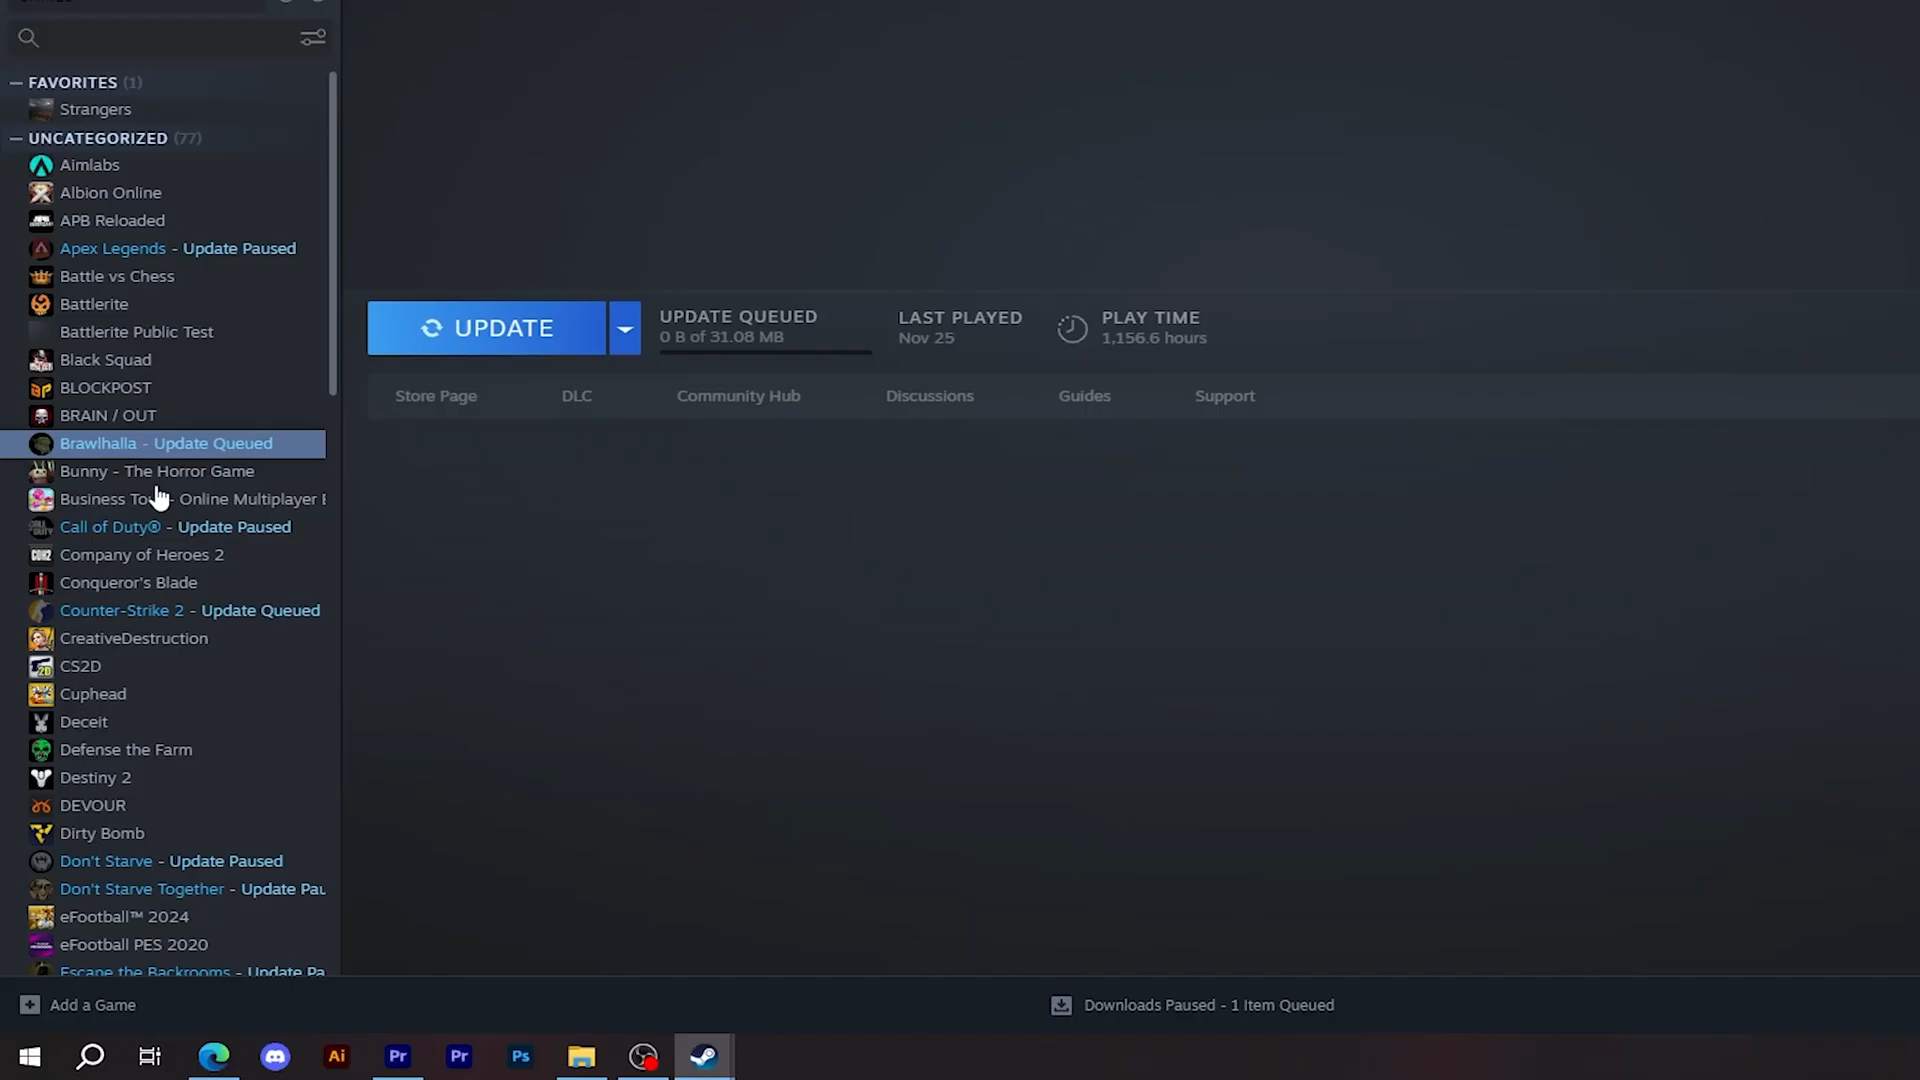 FAVORITES (1)
Strangers
UNCATEGORIZED (77)
Aimlabs
Albion Online
APB Reloaded
Apex Legends - Update Paused
Battle vs Chess
Battlerite
Battlerite Public Test
Black Squad
BLOCKPOST
BRAIN / OUT
Brawlhalla - Update Queued
Bunny - The Horror Game
Business - Online Multiplayer
Call of Duty® - Update Paused
Company of Heroes 2
Conqueror's Blade
Counter-Strike 2 - Update Queued
CreativeDestruction
CS2D
Cuphead
Deceit
Defense the Farm
Destiny 2
DEVOUR
Dirty Bomb
Don't Starve - Update Paused
Don't Starve Together - Update Pau
eFootball™ 2024
eFootball PES 2020
Escape the Backrooms - Update Pa
Add a Game
UPDATE
UPDATE QUEUED
0 B of 31.08 MB
LAST PLAYED
Nov 25
PLAY TIME
1,156.6 hours
Store Page
DLC
Community Hub
Discussions
Guides
Support
Downloads Paused - 1 Item Queued
Ai
Pr
Pr
Ps